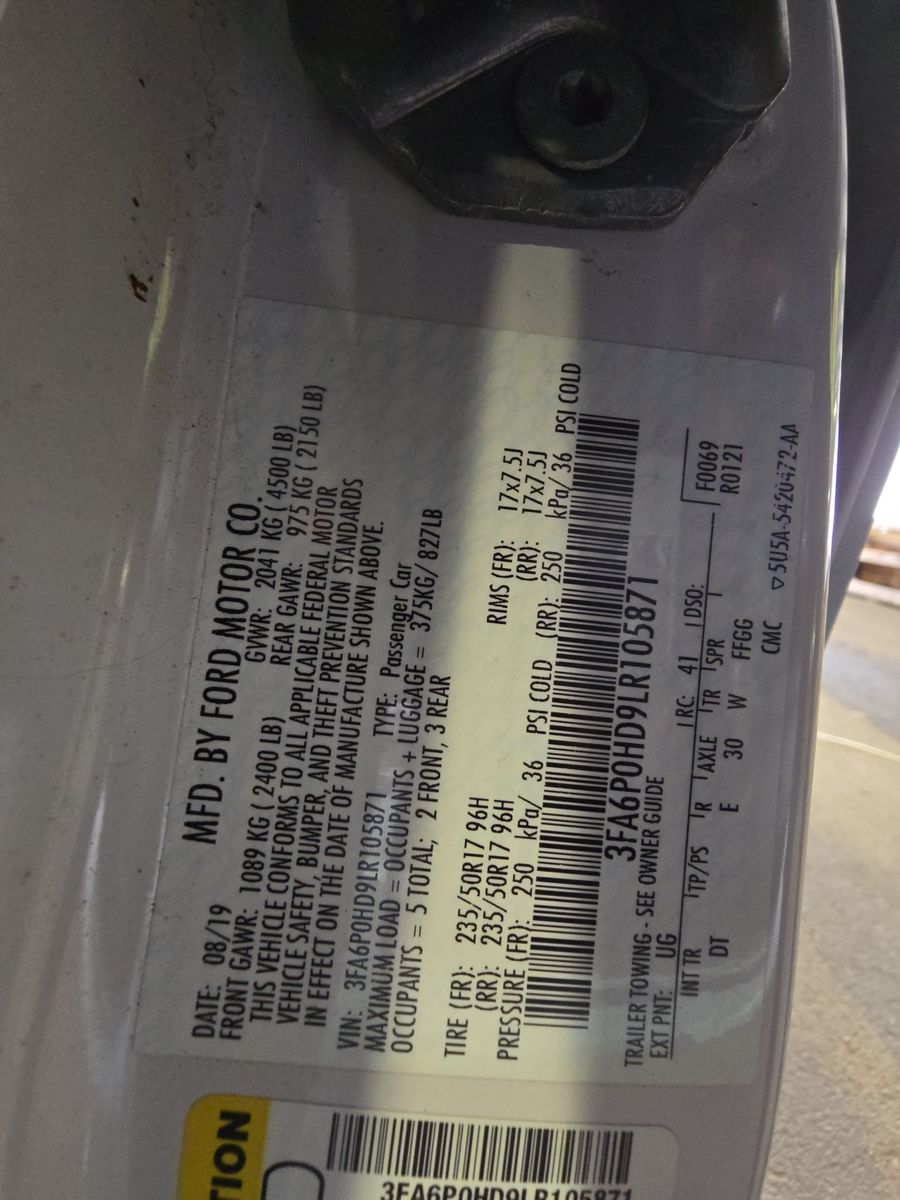 MFD. BY FORD MOTOR CO.
DATE: 08/19 GVWR: 2041 KG ( 4500 LB)
FRONT GAWR: 1089 KG ( 2400 LB) REAR GAWR: 975 KG ( 2150 LB)
THIS VEHICLE CONFORMS TO ALL APPLICABLE FEDERAL MOTOR
VEHICLE SAFETY, BUMPER, AND THEFT PREVENTION STANDARDS
IN EFFECT ON THE DATE OF MANUFACTURE SHOWN ABOVE.
VIN: 3FA6P0HD9LR105871 TYPE: Passenger Car
MAXIMUM LOAD = OCCUPANTS + LUGGAGE = 375KG/ 827LB
OCCUPANTS = 5 TOTAL; 2 FRONT, 3 REAR
TIRE (FR): 235/50R17 96H RIMS (FR): 17x7.5J
(RR): 235/50R17 96H (RR): 17x7.5J
PRESSURE (FR): 250 kPa/ 36 PSI COLD (RR): 250 kPa/ 36 PSI COLD
3FA6P0HD9LR105871
TRAILER TOWING - SEE OWNER GUIDE
EXT PNT: UG RC: 41 DSO:
INT TR TP/PS R AXLE TR SPR F0069
DT E 30 W FFGG R0121
CMC ▽5U5A-5420472-AA
TION
3FA6P0HD9LR105871